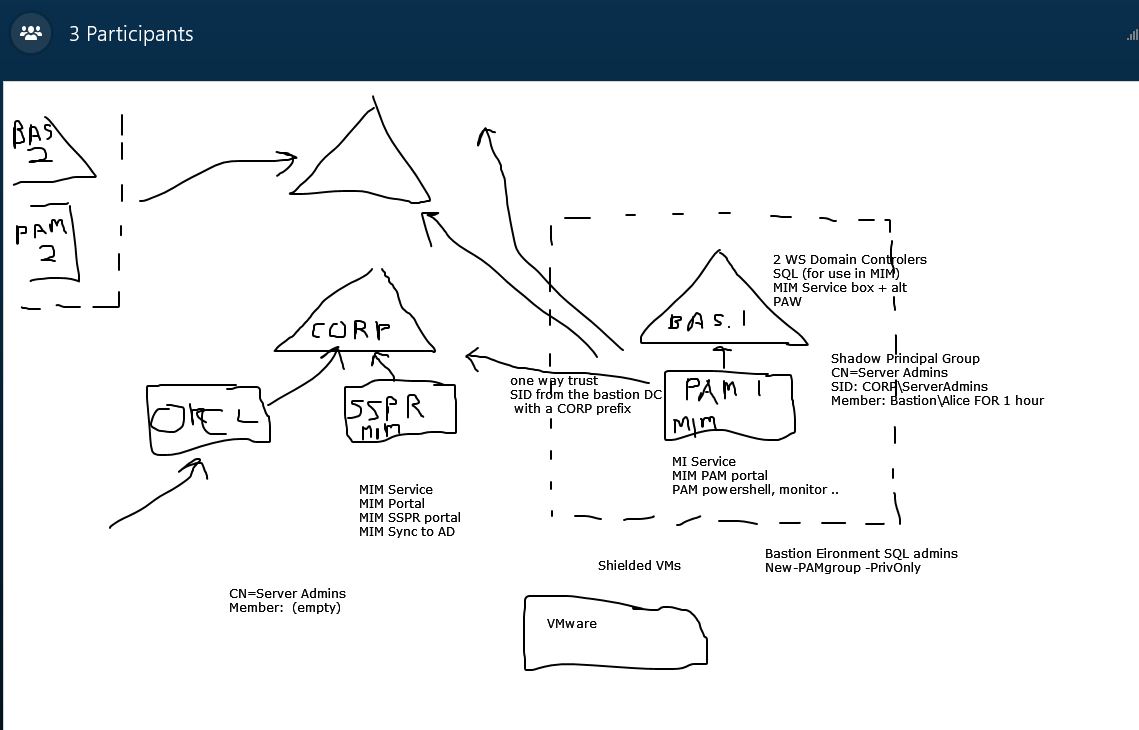 3 Participants
BAS
2
PAM
2
CORP
SSPR
MIM
BAS.1
PAM 1
MIM
2 WS Domain Controlers
SQL (for use in MIM)
MIM Service box + alt
PAW
Shadow Principal Group
CN=Server Admins
SID: CORP\ServerAdmins
Member: Bastion\Alice FOR 1 hour
one way trust
SID from the bastion DC
with a CORP prefix
MI Service
MIM PAM portal
PAM powershell, monitor ..
MIM Service
MIM Portal
MIM SSPR portal
MIM Sync to AD
Bastion Eironment SQL admins
New-PAMgroup -PrivOnly
Shielded VMs
CN=Server Admins
Member: (empty)
VMware